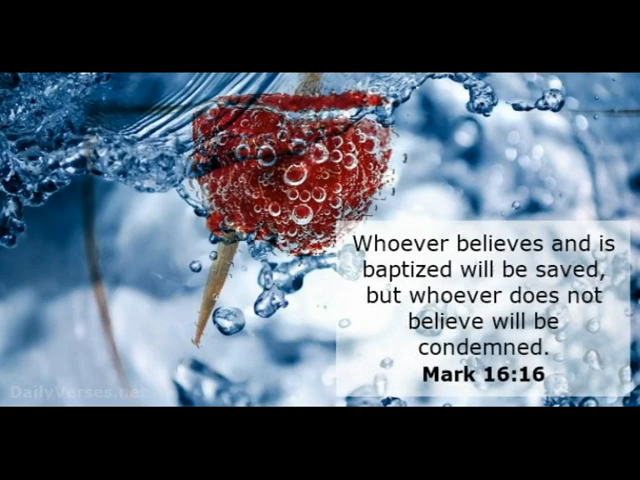 Whoever believes and is
baptized will be saved,
but whoever does not
believe will be
condemned.
Mark 16:16
DailyVerses.net